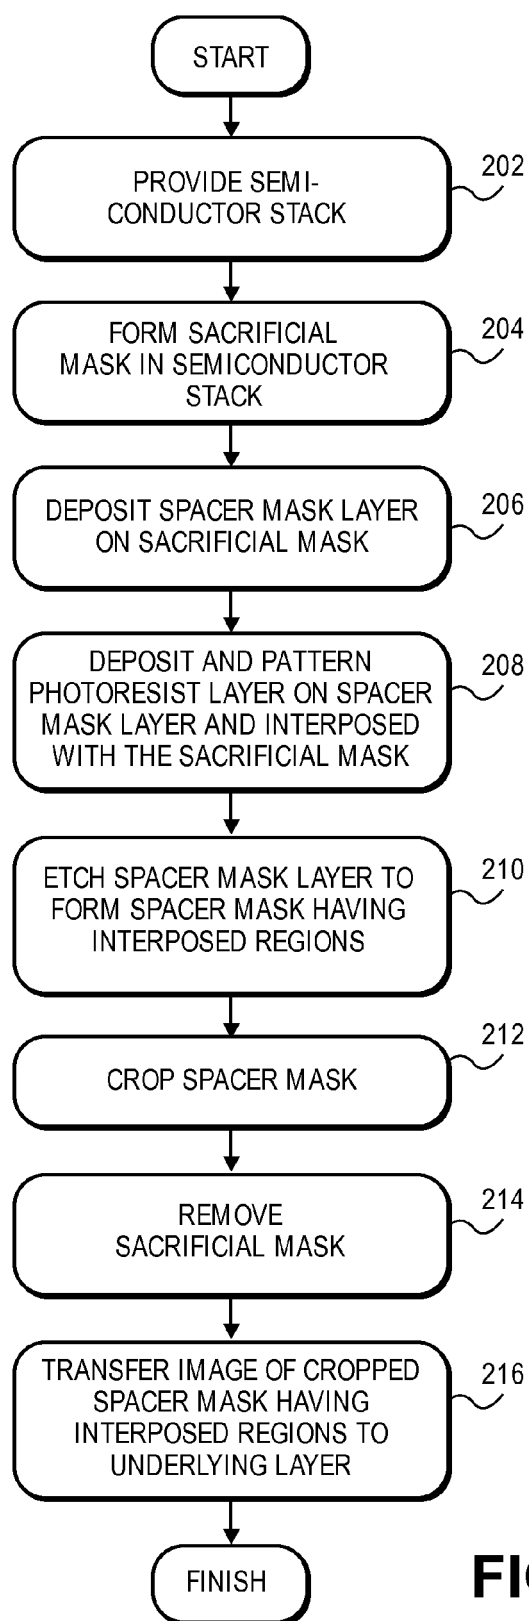 START
PROVIDE SEMI-
CONDUCTOR STACK
202
FORM SACRIFICIAL
MASK IN SEMICONDUCTOR
STACK
204
DEPOSIT SPACER MASK LAYER
ON SACRIFICIAL MASK
206
DEPOSIT AND PATTERN
PHOTORESIST LAYER ON SPACER
MASK LAYER AND INTERPOSED
WITH THE SACRIFICIAL MASK
208
ETCH SPACER MASK LAYER TO
FORM SPACER MASK HAVING
INTERPOSED REGIONS
210
CROP SPACER MASK
212
REMOVE
SACRIFICIAL MASK
214
TRANSFER IMAGE OF CROPPED
SPACER MASK HAVING
INTERPOSED REGIONS TO
UNDERLYING LAYER
216
FINISH